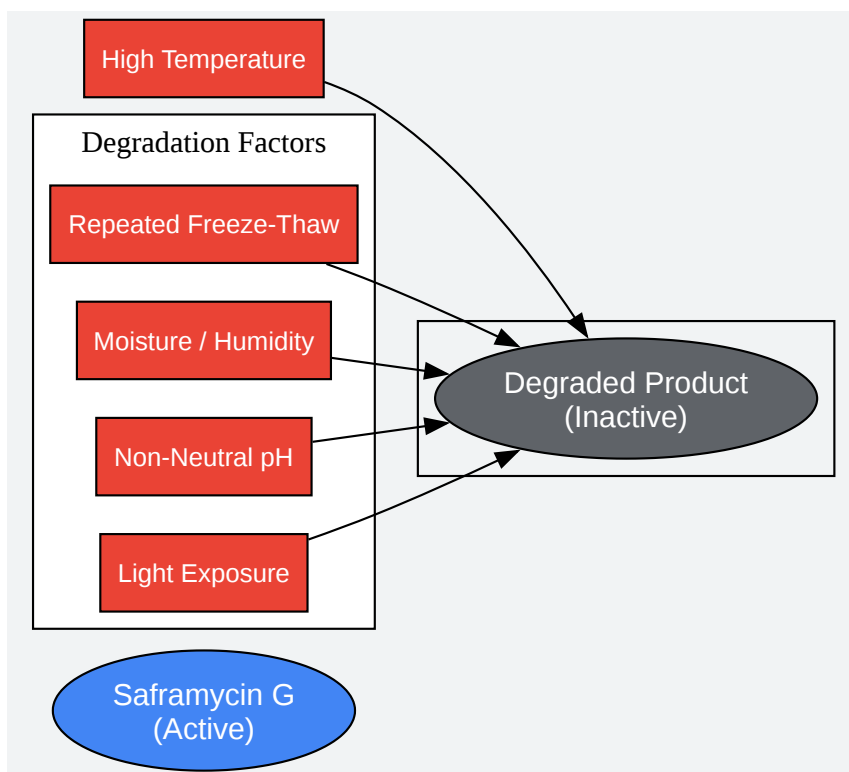 High Temperature
Degradation Factors
Repeated Freeze-Thaw
Moisture / Humidity
Degraded Product
(Inactive)
Non-Neutral pH
Light Exposure
Saframycin G
(Active)